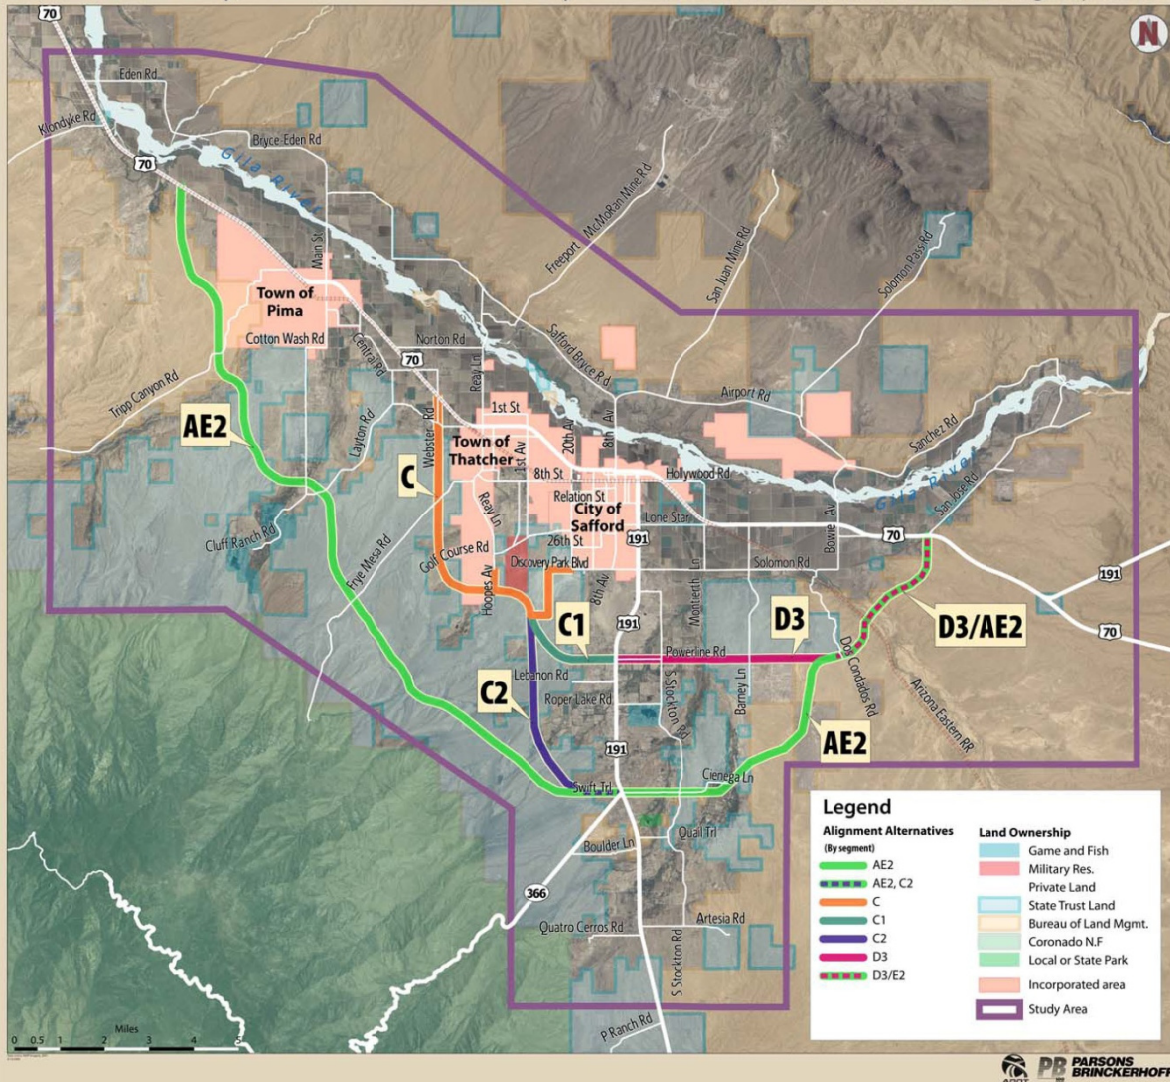 70
Eden Rd
Klondyke Rd
Bryce-Eden Rd
70
Gila River
Freeport McMoRan Mine Rd
San Juan Mine Rd
Solomon Pass Rd
Main St
Town of
Pima
Cotton Wash Rd
Central Rd
70
Norton Rd
Reay Ln
Safford Bryce Rd
Airport Rd
Tripp Canyon Rd
AE2
Layton Rd
Webster Rd
C
1st St
Town of
Thatcher
1st Av
20th Av
8th Av
8th St
Holywood Rd
Sanchez Rd
Gila River
San Jose Rd
Relation St
City of
Safford
Lone Star
Reay Ln
26th St
191
Bowie Av
70
Cluff Ranch Rd
Frye Mesa Rd
Golf Course Rd
Discovery Park Blvd
Solomon Rd
Hoopes Av
8th Av
Montierth Ln
191
191
C1
D3
D3/AE2
70
Powerline Rd
Dos Condados Rd
Arizona Eastern RR
C2
Lebanon Rd
Roper Lake Rd
S Stockton Rd
Barney Ln
AE2
191
Swift Trl
Cienega Ln
Quail Trl
Boulder Ln
366
Quatro Cerros Rd
Artesia Rd
S Stockton Rd
P Ranch Rd
Legend
Alignment Alternatives
(By segment)
AE2
AE2, C2
C
C1
C2
D3
D3/E2
Land Ownership
Game and Fish
Military Res.
Private Land
State Trust Land
Bureau of Land Mgmt.
Coronado N.F
Local or State Park
Incorporated area
Study Area
Miles
0 0.5 1 2 3 4
N
ADOT
PB PARSONS
BRINCKERHOFF